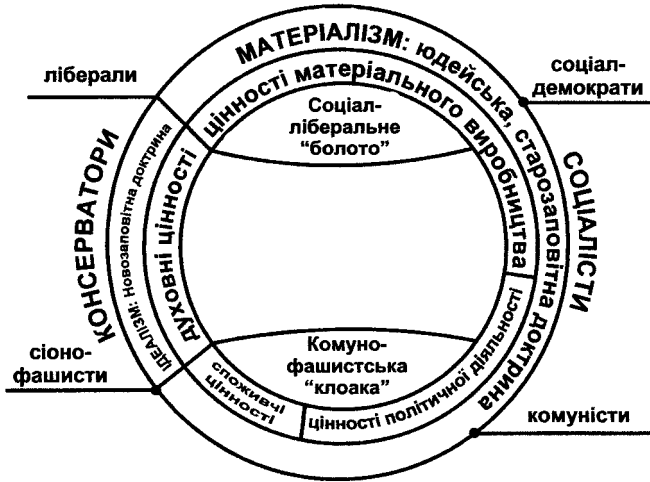 МАТЕРІАЛІЗМ: юдейська, старозаповітна доктрина
ліберали
соціал-
демократи
цінності матеріального виробництва
Соціал-
ліберальне
“болото”
КОНСЕРВАТОРИ
ІДЕАЛІЗМ: Новозаповітна доктрина
духовні цінності
СОЦІАЛІСТИ
сіоно-
фашисти
Комуно-
фашистська
“клоака”
споживчі
цінності
цінності політичної діяльності
комуністи